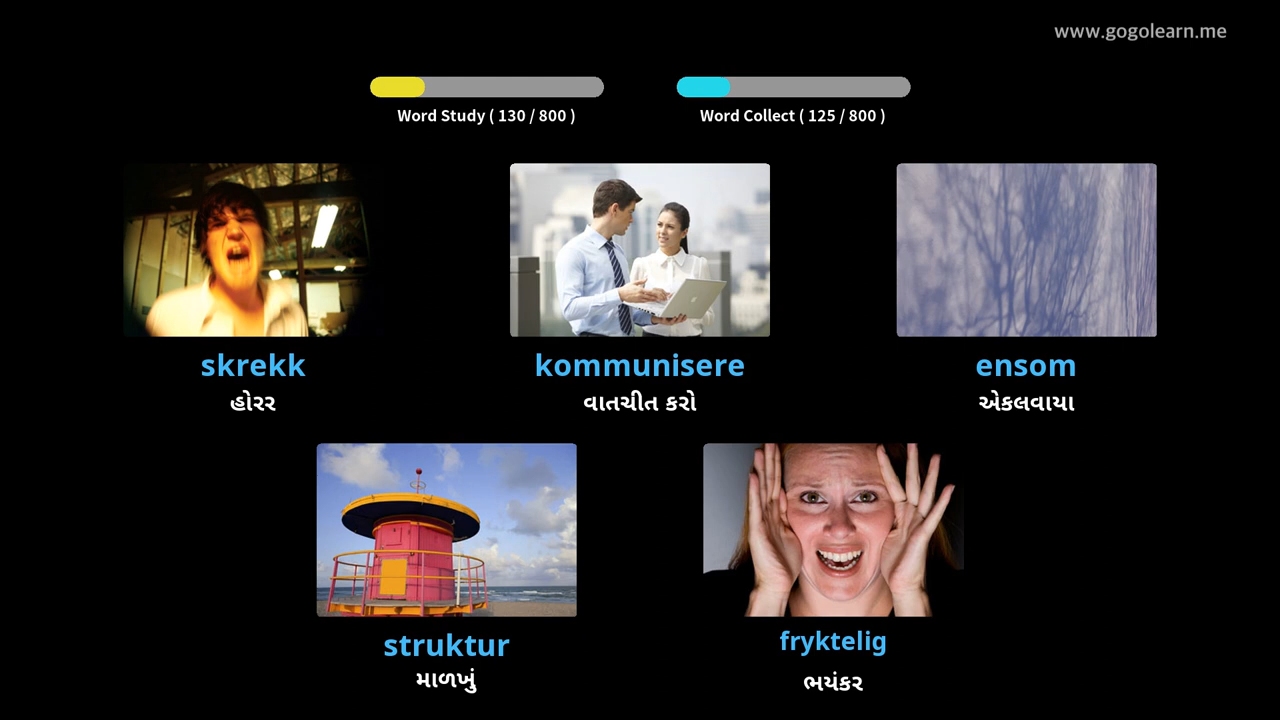 www.gogolearn.me
Word Study ( 130 / 800 )
Word Collect ( 125 / 800 )
skrekk
હોરર
kommunisere
વાતચીત કરો
ensom
એકલવાયા
struktur
માળખું
fryktelig
ભયંકર